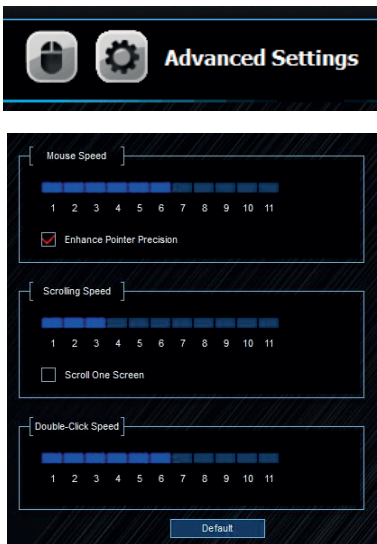 Advanced Settings
Mouse Speed
1 2 3 4 5 6 7 8 9 10 11
Enhance Pointer Precision
Scrolling Speed
1 2 3 4 5 6 7 8 9 10 11
Scroll One Screen
Double-Click Speed
1 2 3 4 5 6 7 8 9 10 11
Default